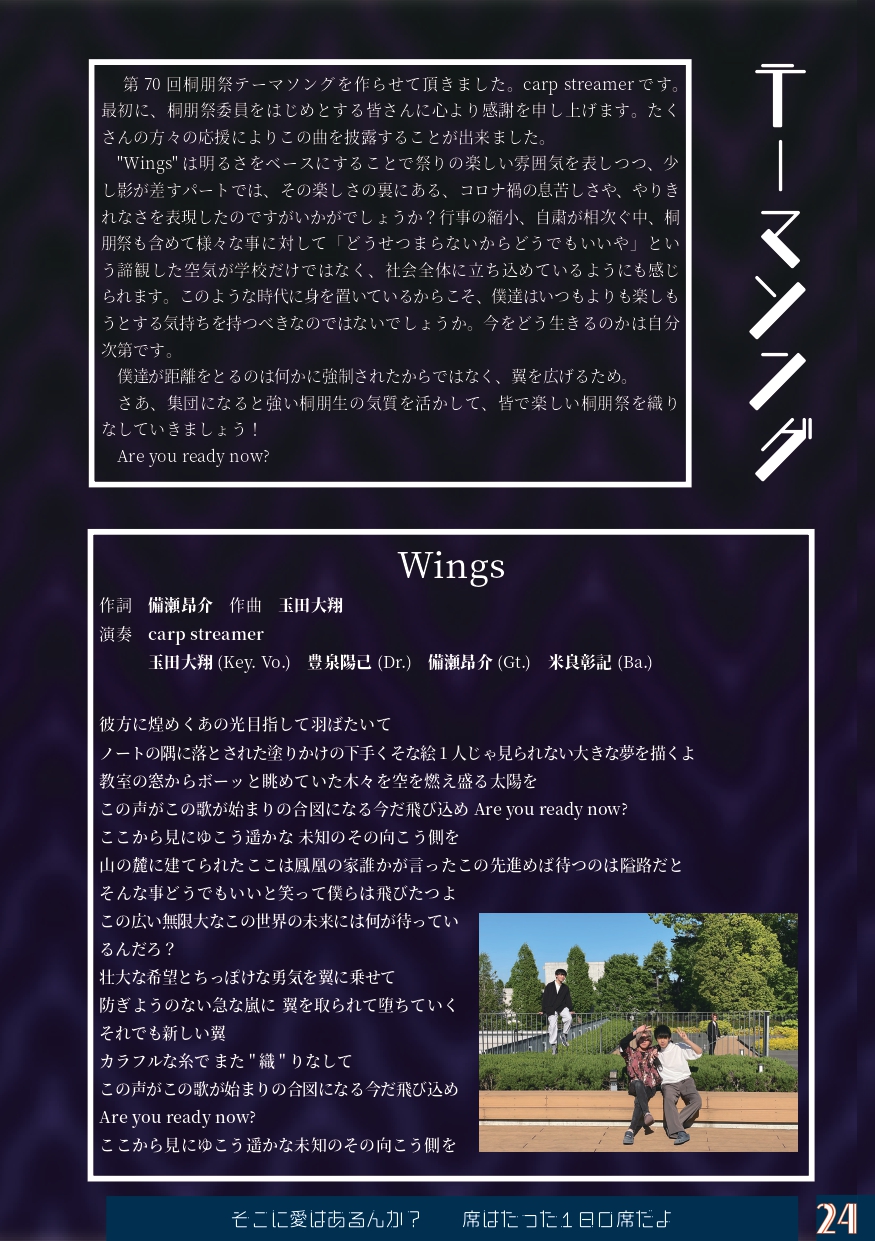 テーマソング
第 70 回桐朋祭テーマソングを作らせて頂きました。carp streamer です。
最初に、桐朋祭委員をはじめとする皆さんに心より感謝を申し上げます。たく
さんの方々の応援によりこの曲を披露することが出来ました。
"Wings" は明るさをベースにすることで祭りの楽しい雰囲気を表しつつ、少
し影が差すパートでは、その楽しさの裏にある、コロナ禍の息苦しさや、やりき
れなさを表現したのですがいかがでしょうか？行事の縮小、自粛が相次ぐ中、桐
朋祭も含めて様々な事に対して「どうせつまらないからどうでもいいや」とい
う諦観した空気が学校だけではなく、社会全体に立ち込めているようにも感じ
られます。このような時代に身を置いているからこそ、僕達はいつもよりも楽しも
うとする気持ちを持つべきなのではないでしょうか。今をどう生きるのかは自分
次第です。
僕達が距離をとるのは何かに強制されたからではなく、翼を広げるため。
さあ、集団になると強い桐朋生の気質を活かして、皆で楽しい桐朋祭を織り
なしていきましょう！
Are you ready now?
Wings
作詞　備瀬昂介　作曲　玉田大翔
演奏　carp streamer
玉田大翔 (Key. Vo.)　豊泉陽己 (Dr.)　備瀬昂介 (Gt.)　米良彰記 (Ba.)
彼方に煌めくあの光目指して羽ばたいて
ノートの隅に落とされた塗りかけの下手くそな絵 1 人じゃ見られない大きな夢を描くよ
教室の窓からボーッと眺めていた木々を空を燃え盛る太陽を
この声がこの歌が始まりの合図になる今だ飛び込め Are you ready now?
ここから見にゆこう遥かな 未知のその向こう側を
山の麓に建てられたここは鳳凰の家誰かが言ったこの先進めば待つのは隘路だと
そんな事どうでもいいと笑って僕らは飛びたつよ
この広い無限大なこの世界の未来には何が待ってい
るんだろ？
壮大な希望とちっぽけな勇気を翼に乗せて
防ぎようのない急な嵐に 翼を取られて堕ちていく
それでも新しい翼
カラフルな糸で また " 織 " りなして
この声がこの歌が始まりの合図になる今だ飛び込め
Are you ready now?
ここから見にゆこう遥かな未知のその向こう側を
そこに愛はあるんか？　席はたった１日０席だよ
24